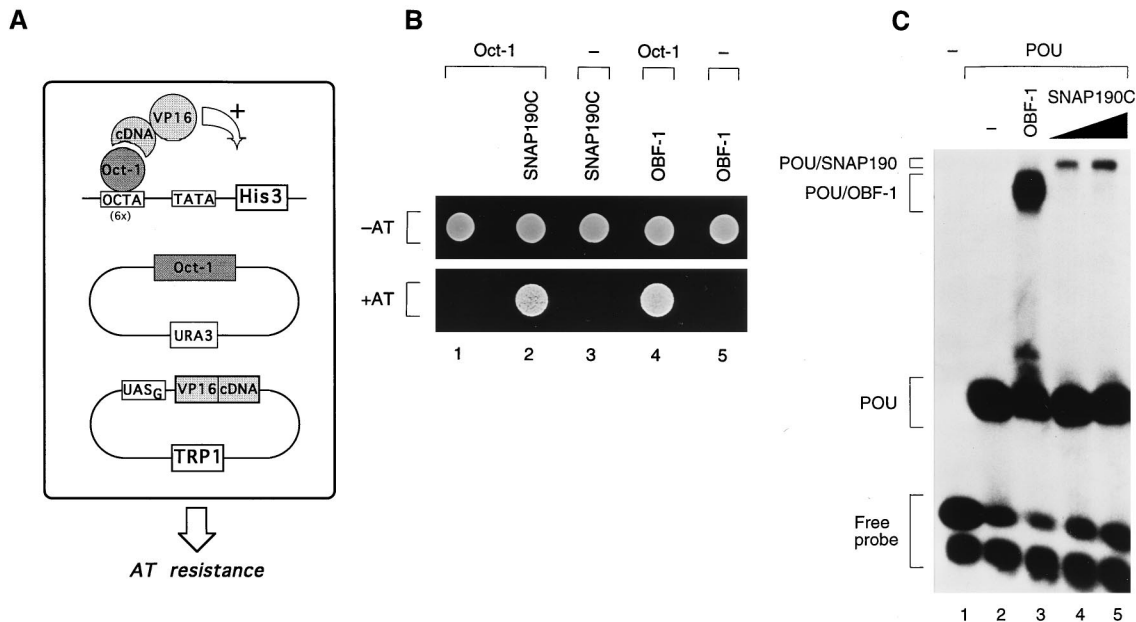 A
VP16
+
cDNA
Oct-1
OCTA
TATA
His3
(6x)
Oct-1
URA3
UASG
VP16
cDNA
TRP1
AT resistance
B
Oct-1
–
Oct-1
–
SNAP190C
SNAP190C
OBF-1
OBF-1
–AT
+AT
1 2 3 4 5
C
–
POU
–
OBF-1
SNAP190C
POU/SNAP190
POU/OBF-1
POU
Free
probe
1 2 3 4 5